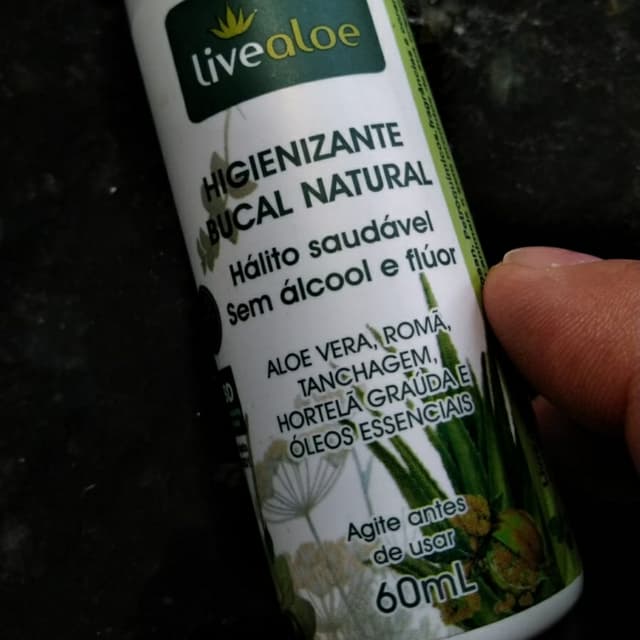 livealoe
HIGIENIZANTE
BUCAL NATURAL
Hálito saudável
Sem álcool e flúor
ALOE VERA, ROMÃ,
TANCHAGEM,
HORTELÃ GRAÚDA E
ÓLEOS ESSENCIAIS
Agite antes
de usar
60mL